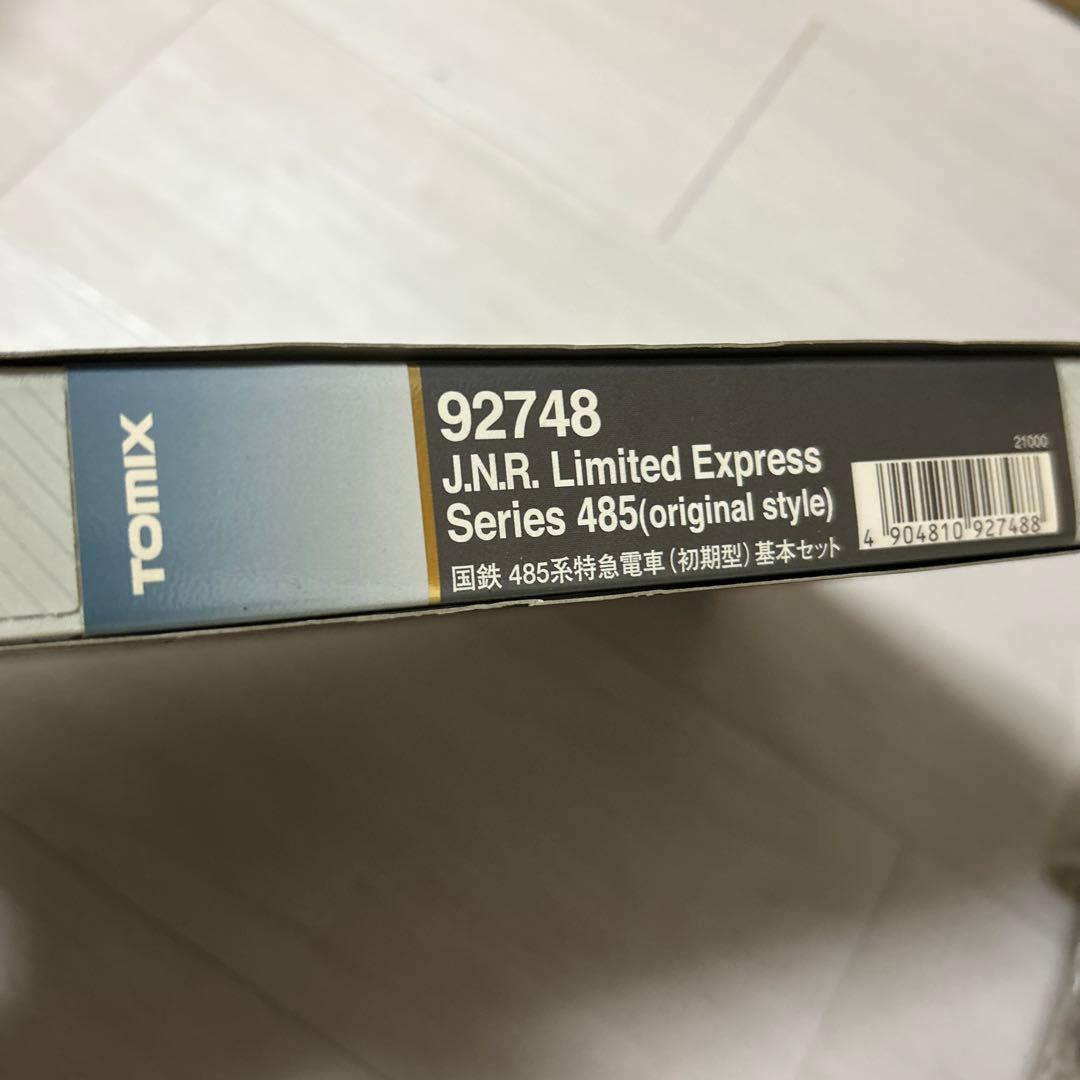 TOMIX
92748
J.N.R. Limited Express
Series 485(original style)
国鉄 485系特急電車(初期型)基本セット
21000
4 904810 927488